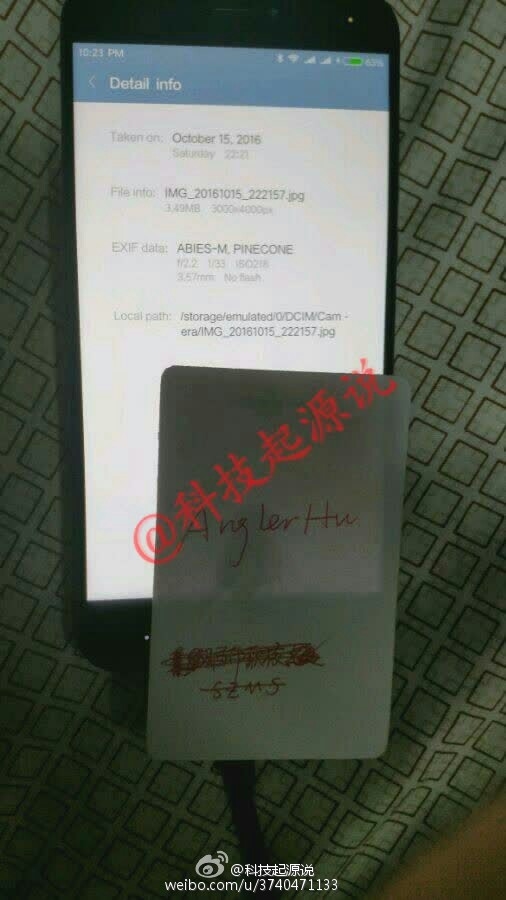 10:23 PM
63%
Detail info
Taken on: October 15, 2016
Saturday 22:21
File info: IMG_20161015_222157.jpg
3.49MB 3000x4000px
EXIF data: ABIES-M, PINECONE
f/2.2 1/33 ISO218
3.57mm No flash
Local path: /storage/emulated/0/DCIM/Cam -
era/IMG_20161015_222157.jpg
@科技起源说
AnglerHu
SZMS
@科技起源说
weibo.com/u/3740471133